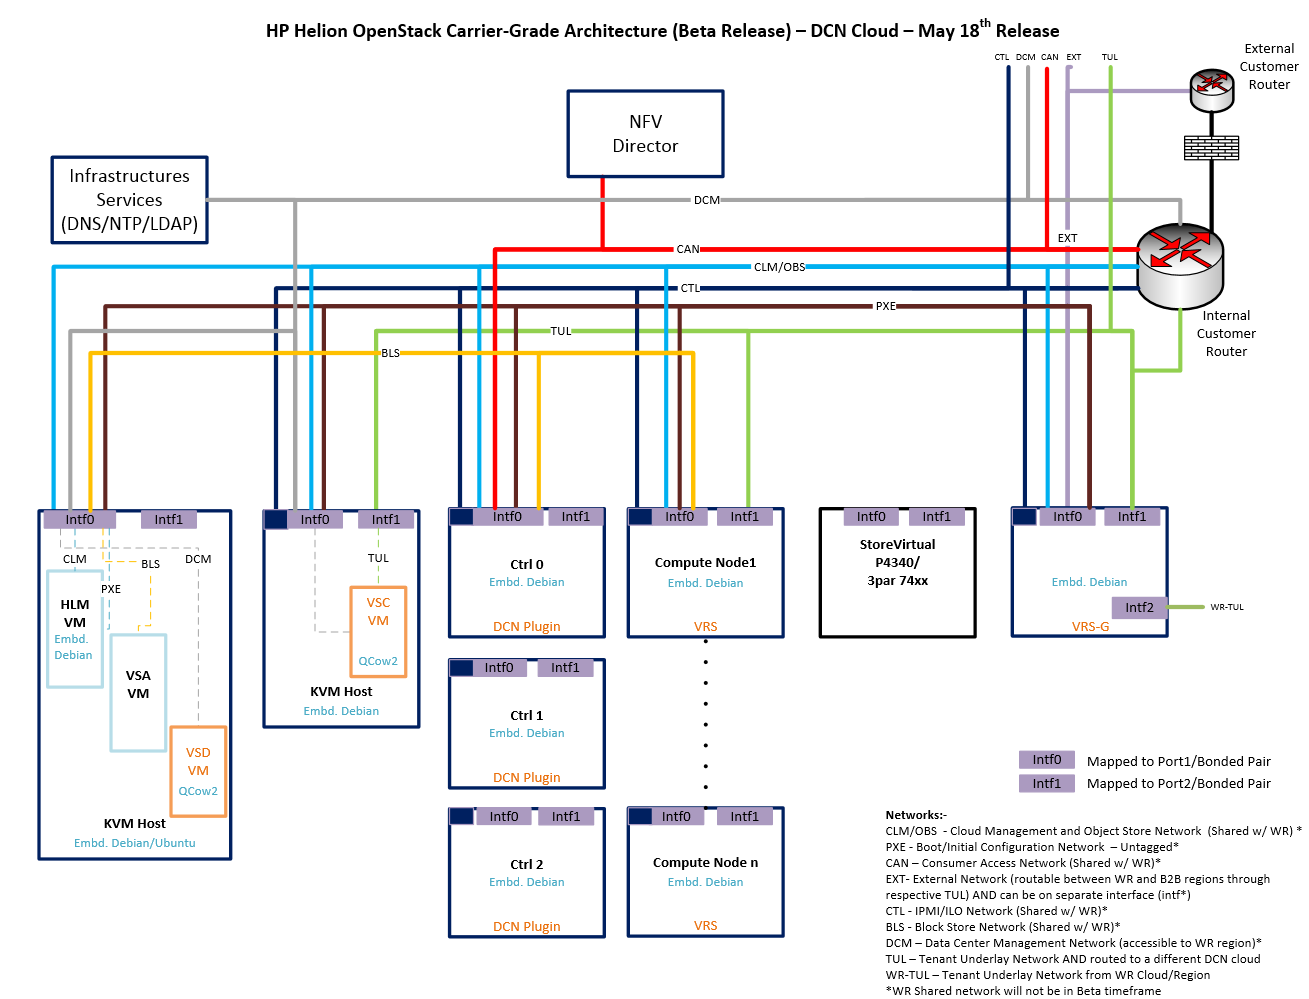 HP Helion OpenStack Carrier-Grade Architecture (Beta Release) – DCN Cloud – May 18th Release
CTL DCM CAN EXT TUL
External
Customer
Router
NFV
Director
Infrastructures
Services
(DNS/NTP/LDAP)
DCM
EXT
CAN
CLM/OBS
CTL
PXE
TUL
BLS
Internal
Customer
Router
Intf0 Intf1
CLM
BLS
DCM
PXE
HLM
VM
Embd.
Debian
VSA
VM
VSD
VM
QCow2
KVM Host
Embd. Debian/Ubuntu
Intf0 Intf1
TUL
VSC
VM
QCow2
KVM Host
Embd. Debian
Intf0 Intf1
Ctrl 0
Embd. Debian
DCN Plugin
Intf0 Intf1
Ctrl 1
Embd. Debian
DCN Plugin
Intf0 Intf1
Ctrl 2
Embd. Debian
DCN Plugin
Intf0 Intf1
Compute Node1
Embd. Debian
VRS
Intf0 Intf1
Compute Node n
Embd. Debian
VRS
Intf0 Intf1
StoreVirtual
P4340/
3par 74xx
Intf0 Intf1
Embd. Debian
Intf2
WR-TUL
VRS-G
Intf0 Mapped to Port1/Bonded Pair
Intf1 Mapped to Port2/Bonded Pair
Networks:-
CLM/OBS - Cloud Management and Object Store Network (Shared w/ WR) *
PXE - Boot/Initial Configuration Network – Untagged*
CAN – Consumer Access Network (Shared w/ WR)*
EXT- External Network (routable between WR and B2B regions through
respective TUL) AND can be on separate interface (intf*)
CTL - IPMI/ILO Network (Shared w/ WR)*
BLS - Block Store Network (Shared w/ WR)*
DCM – Data Center Management Network (accessible to WR region)*
TUL – Tenant Underlay Network AND routed to a different DCN cloud
WR-TUL – Tenant Underlay Network from WR Cloud/Region
*WR Shared network will not be in Beta timeframe